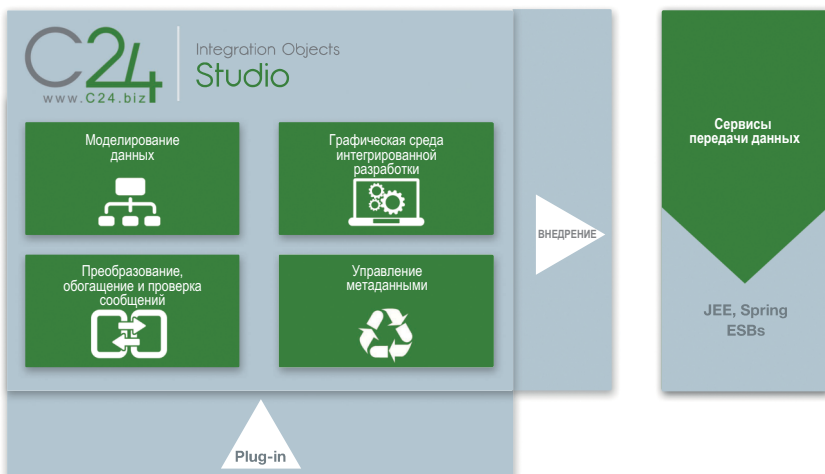 C24
www.C24.biz
Integration Objects
Studio
Моделирование
данных
Графическая среда
интегрированной
разработки
Преобразование,
обогащение и проверка
сообщений
Управление
метаданными
ВНЕДРЕНИЕ
Plug-in
Сервисы
передачи данных
JEE, Spring
ESBs